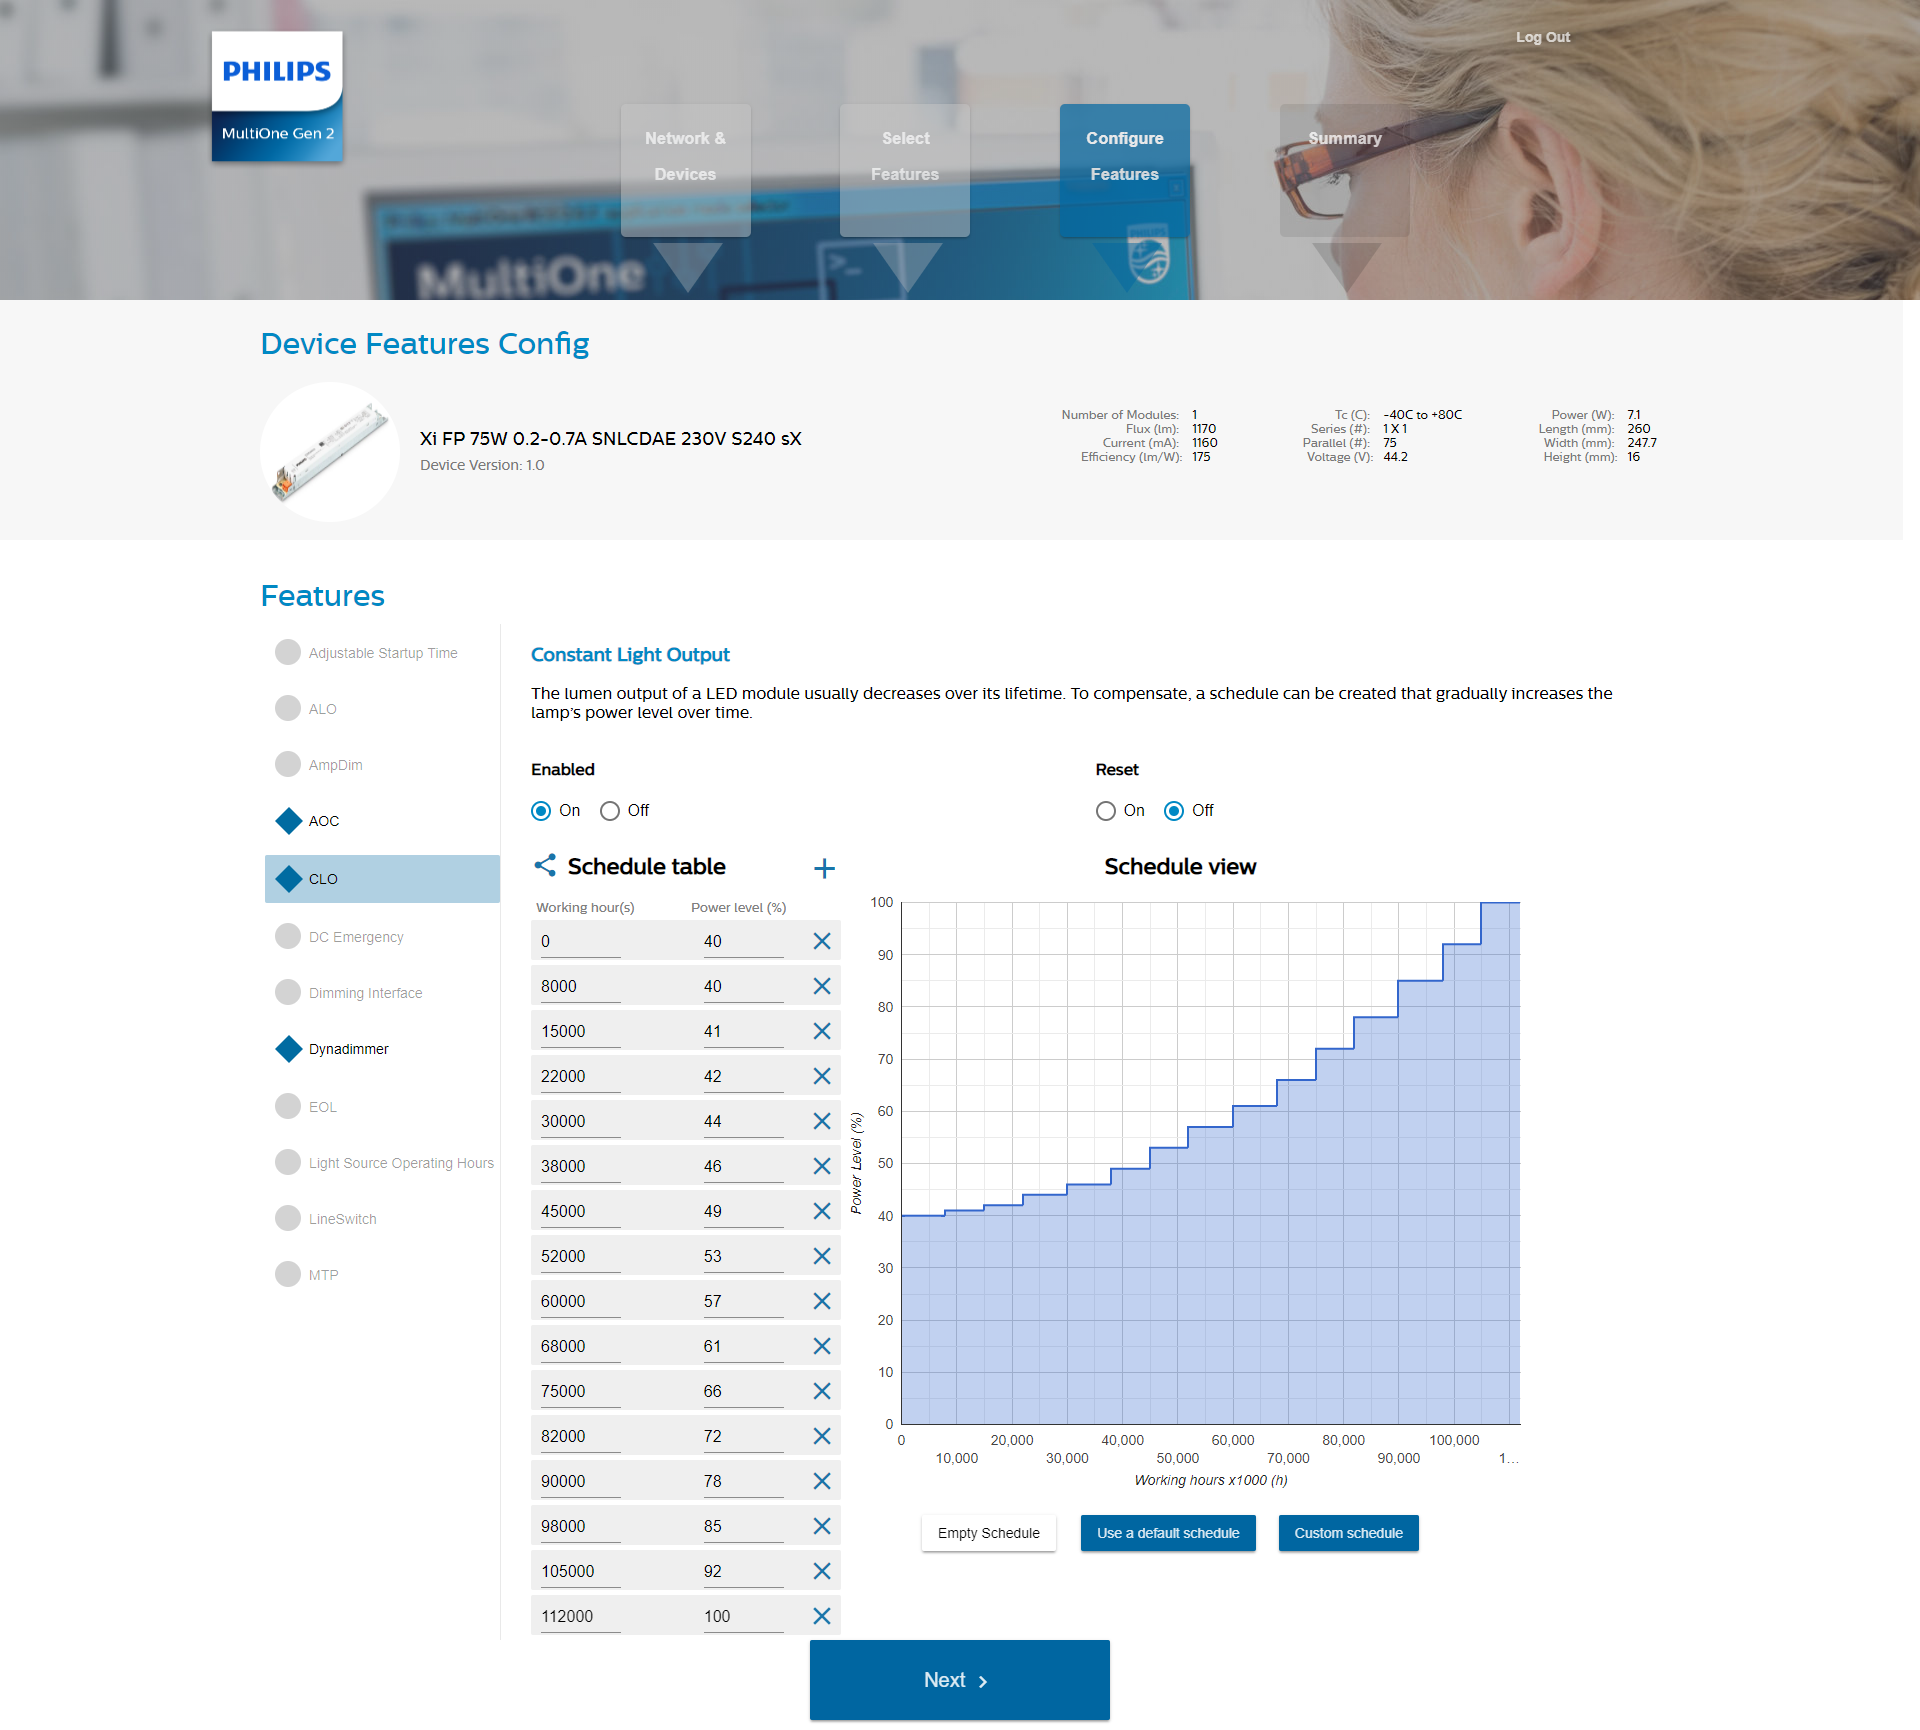 Log Out
PHILIPS
MultiOne Gen 2
Network &
Devices
Select
Features
Configure
Features
Summary
MultiOne
>_
PHILIPS
Device Features Config
Xi FP 75W 0.2-0.7A SNLCDAE 230V S240 sX
Device Version: 1.0
Number of Modules: 1
Flux (lm): 1170
Current (mA): 1160
Efficiency (lm/W): 175
Tc (C): -40C to +80C
Series (#): 1 X 1
Parallel (#): 75
Voltage (V): 44.2
Power (W): 7.1
Length (mm): 260
Width (mm): 247.7
Height (mm): 16
Features
Adjustable Startup Time
ALO
AmpDim
AOC
CLO
DC Emergency
Dimming Interface
Dynadimmer
EOL
Light Source Operating Hours
LineSwitch
MTP
Constant Light Output
The lumen output of a LED module usually decreases over its lifetime. To compensate, a schedule can be created that gradually increases the
lamp's power level over time.
Enabled
On Off
Reset
On Off
Schedule table
Working hour(s) Power level (%)
0 40
8000 40
15000 41
22000 42
30000 44
38000 46
45000 49
52000 53
60000 57
68000 61
75000 66
82000 72
90000 78
98000 85
105000 92
112000 100
Schedule view
100
90
80
70
60
50
40
30
20
10
0
Power Level (%)
0 20,000 40,000 60,000 80,000 100,000
10,000 30,000 50,000 70,000 90,000 1...
Working hours x1000 (h)
Empty Schedule
Use a default schedule
Custom schedule
Next